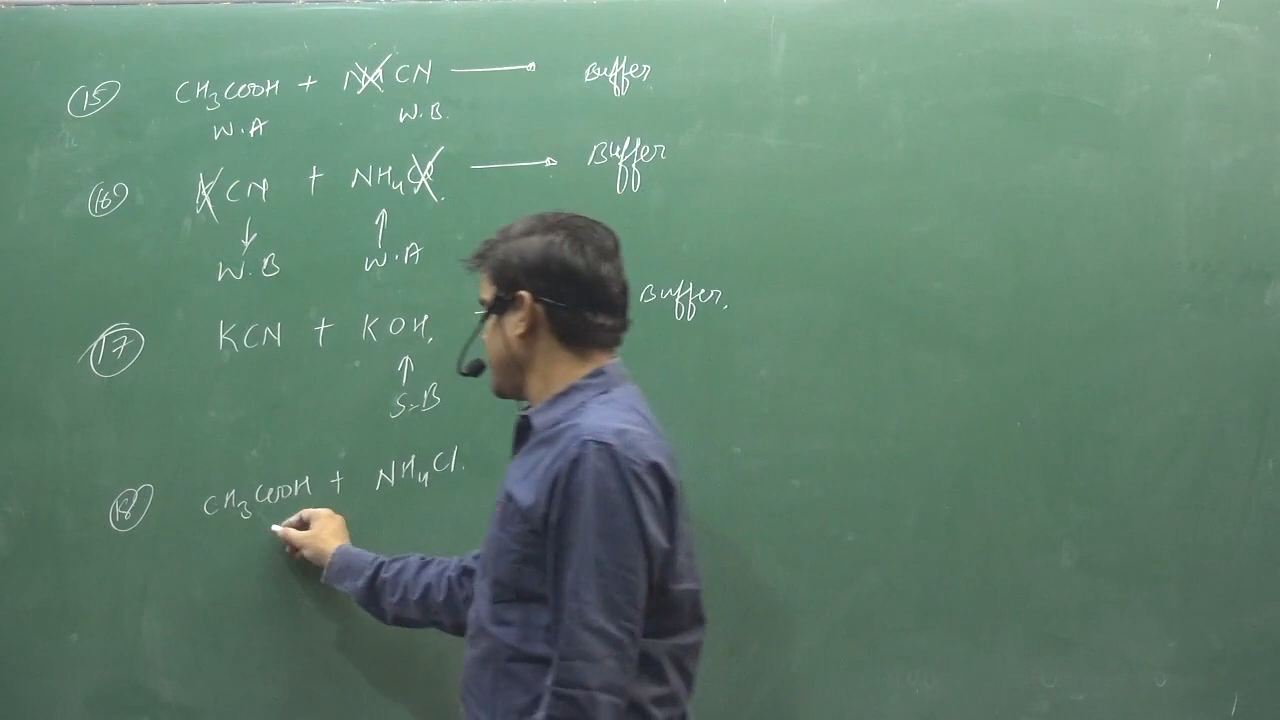 (15) CH3COOH + NaCN ⟶ Buffer
W.A W.B.
(16) KCN + NH4Cl. ⟶ Buffer
↓ ↑
W.B W.A
(17) KCN + KOH. Buffer.
↑
S.B
(18) CH3COOH + NH4Cl.